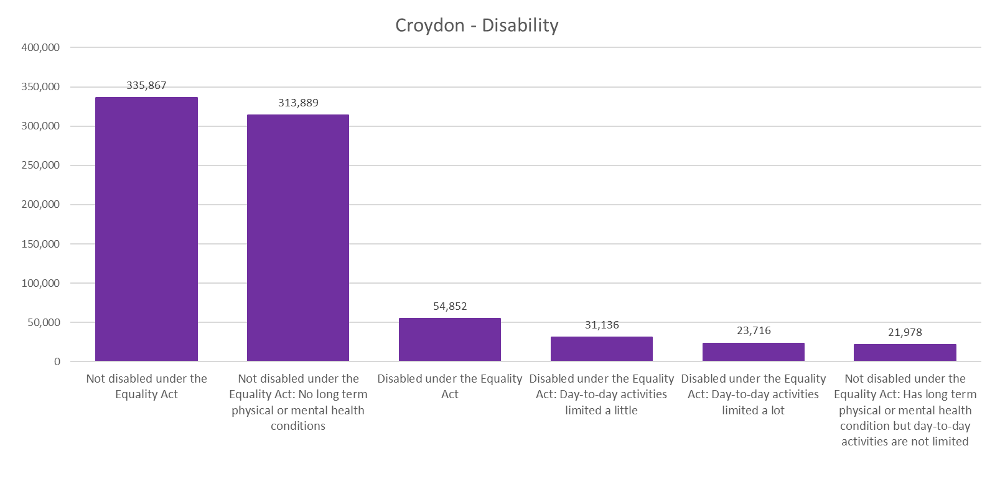 Croydon - Disability
400,000
350,000
300,000
250,000
200,000
150,000
100,000
50,000
0
335,867
313,889
54,852
31,136
23,716
21,978
Not disabled under the
Equality Act
Not disabled under the
Equality Act: No long term
physical or mental health
conditions
Disabled under the Equality
Act
Disabled under the Equality
Act: Day-to-day activities
limited a little
Disabled under the Equality
Act: Day-to-day activities
limited a lot
Not disabled under the
Equality Act: Has long term
physical or mental health
condition but day-to-day
activities are not limited